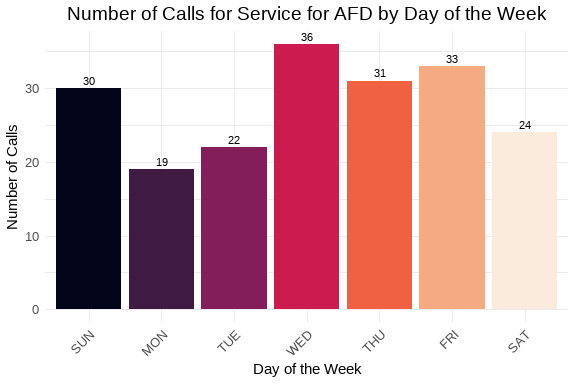 Number of Calls for Service for AFD by Day of the Week
36
33
31
30
24
22
19
Number of Calls
30
20
10
0
SUN
MON
TUE
WED
THU
FRI
SAT
Day of the Week